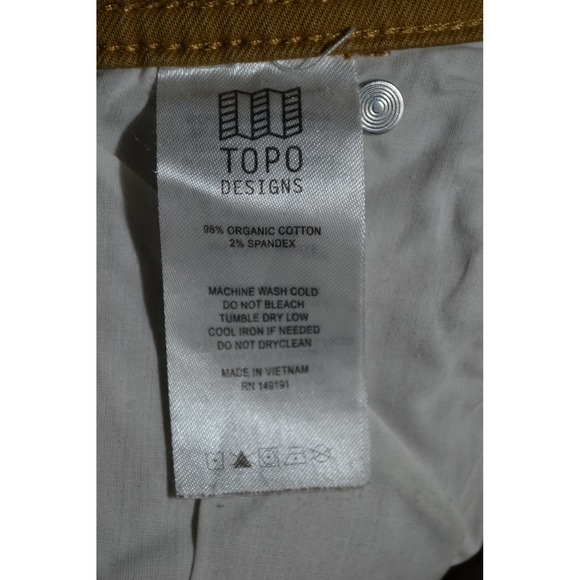 TOPO
DESIGNS
98% ORGANIC COTTON
2% SPANDEX
MACHINE WASH COLD
DO NOT BLEACH
TUMBLE DRY LOW
COOL IRON IF NEEDED
DO NOT DRYCLEAN
MADE IN VIETNAM
RN 149191